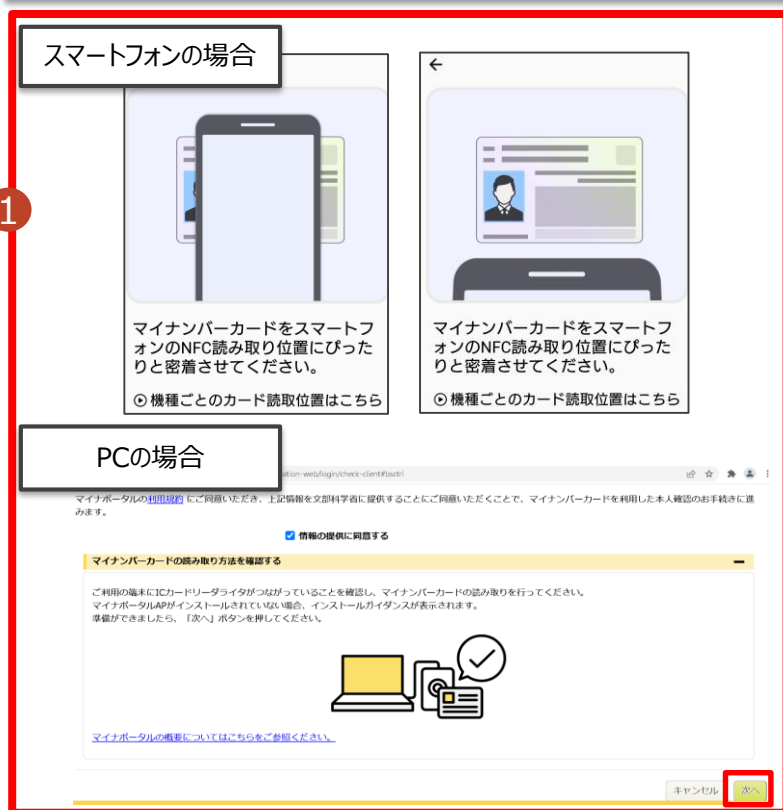 スマートフォンの場合
←
マイナンバーカードをスマートフ
ォンのNFC読み取り位置にぴった
りと密着させてください。
機種ごとのカード読取位置はこちら
マイナンバーカードをスマートフ
ォンのNFC読み取り位置にぴった
りと密着させてください。
機種ごとのカード読取位置はこちら
1
PCの場合
ation-web/login/check-client#bsctrl
マイナポータルの利用規約 にご同意いただき、上記情報を文部科学省に提供することにご同意いただくことで、マイナンバーカードを利用した本人確認のお手続きに進
みます。
情報の提供に同意する
マイナンバーカードの読み取り方法を確認する
ご利用の端末にICカードリーダライタがつながっていることを確認し、マイナンバーカードの読み取りを行ってください。
マイナポータルAPがインストールされていない場合、インストールガイダンスが表示されます。
準備ができましたら、「次へ」ボタンを押してください。
マイナポータルの概要についてはこちらをご参照ください。
キャンセル
次へ